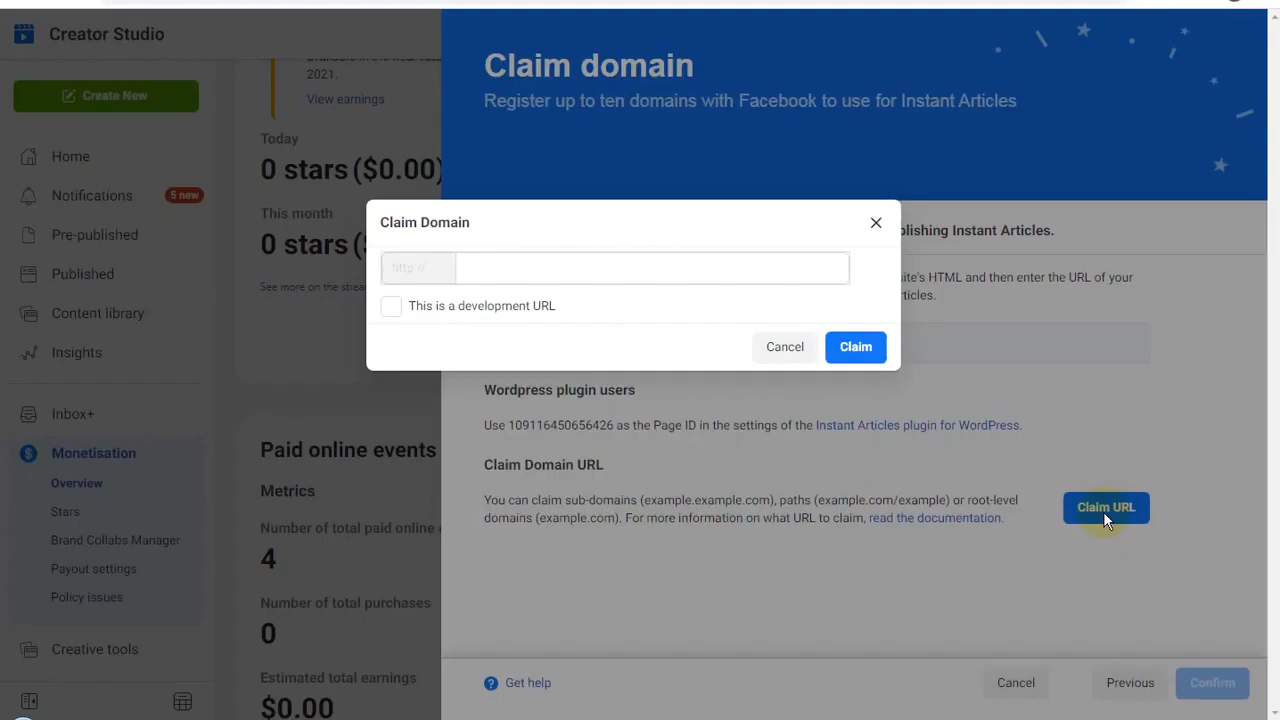 Creator Studio
Create New
Home
Notifications
5 new
Pre-published
Published
Content library
Insights
Inbox+
Monetisation
Overview
Stars
Brand Collabs Manager
Payout settings
Policy issues
Creative tools
2021.
View earnings
Today
0 stars ($0.00)
This month
0 stars (
See more on the strea
Paid online events
Metrics
Number of total paid online
4
Number of total purchases
0
Estimated total earnings
$0.00
Claim domain
Register up to ten domains with Facebook to use for Instant Articles
Claim Domain
http://
This is a development URL
Cancel
Claim
blishing Instant Articles.
site's HTML and then enter the URL of your
ticles.
Wordpress plugin users
Use 109116450656426 as the Page ID in the settings of the Instant Articles plugin for WordPress.
Claim Domain URL
You can claim sub-domains (example.example.com), paths (example.com/example) or root-level
domains (example.com). For more information on what URL to claim, read the documentation.
Claim URL
? Get help
Cancel
Previous
Confirm